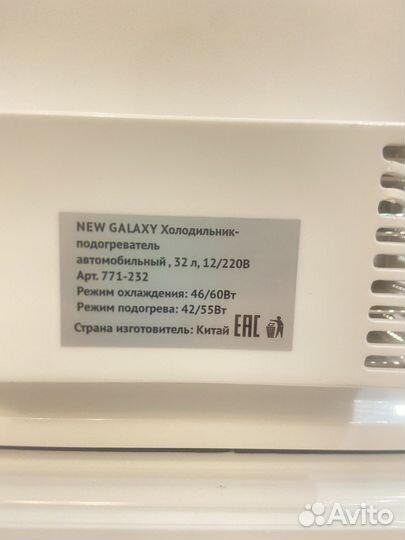 NEW GALAXY Холодильник-
подогреватель
автомобильный , 32 л, 12/220В
Арт. 771-232
Режим охлаждения: 46/60Вт
Режим подогрева: 42/55Вт
Страна изготовитель: Китай EAC
Avito